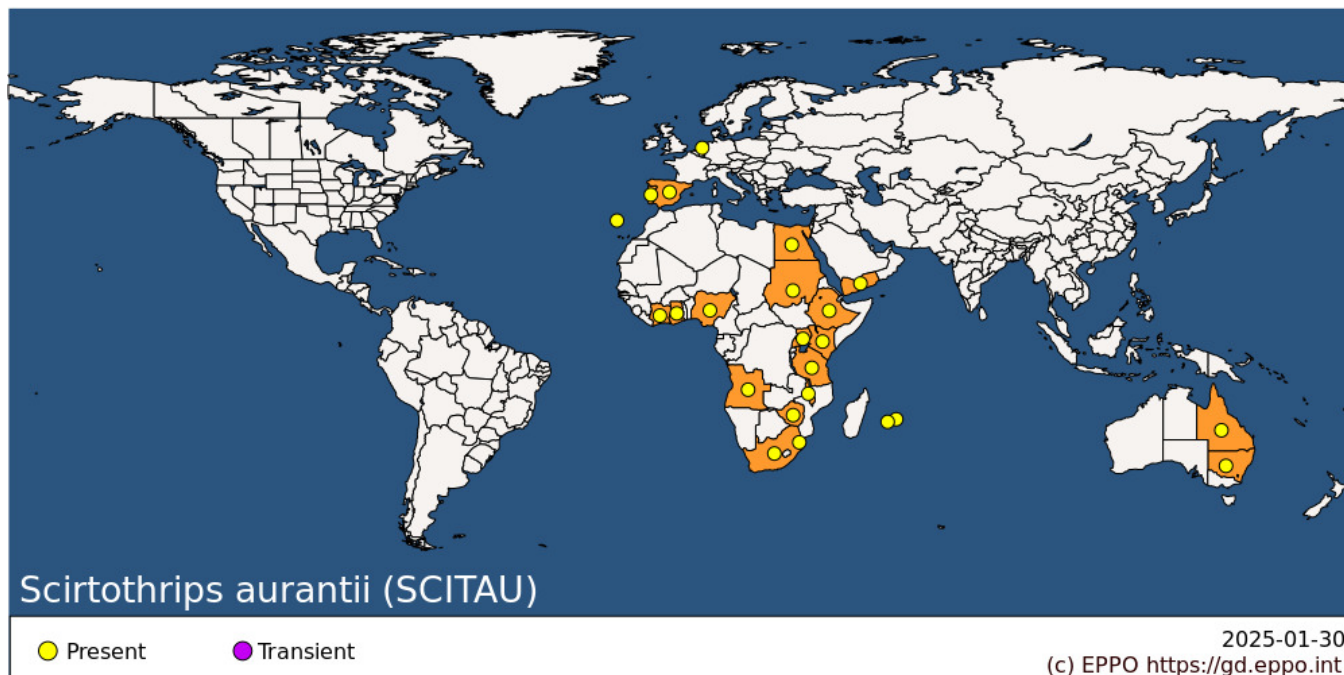 Scirtothrips aurantii (SCITAU)
Present
Transient
2025-01-30
(c) EPPO https://gd.eppo.int